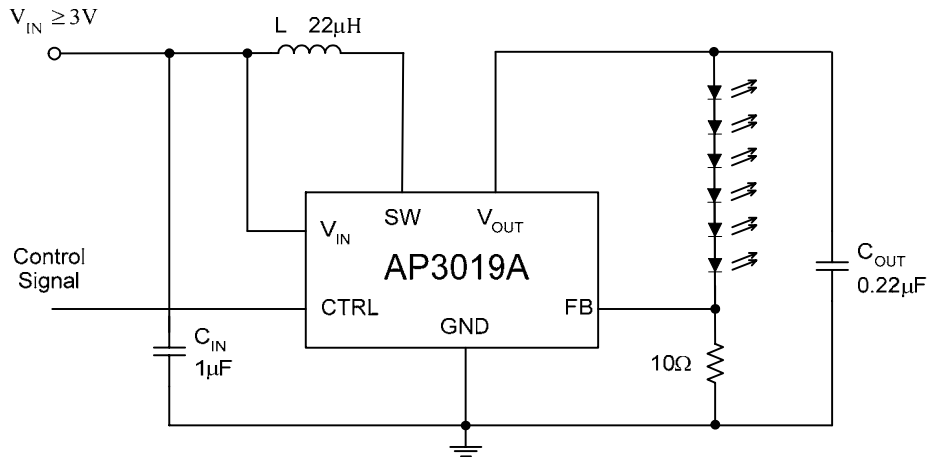 V_IN ≥ 3V
L 22μH
SW
V_OUT
V_IN
Control
Signal
AP3019A
CTRL
FB
GND
C_OUT
0.22μF
C_IN
1μF
10Ω